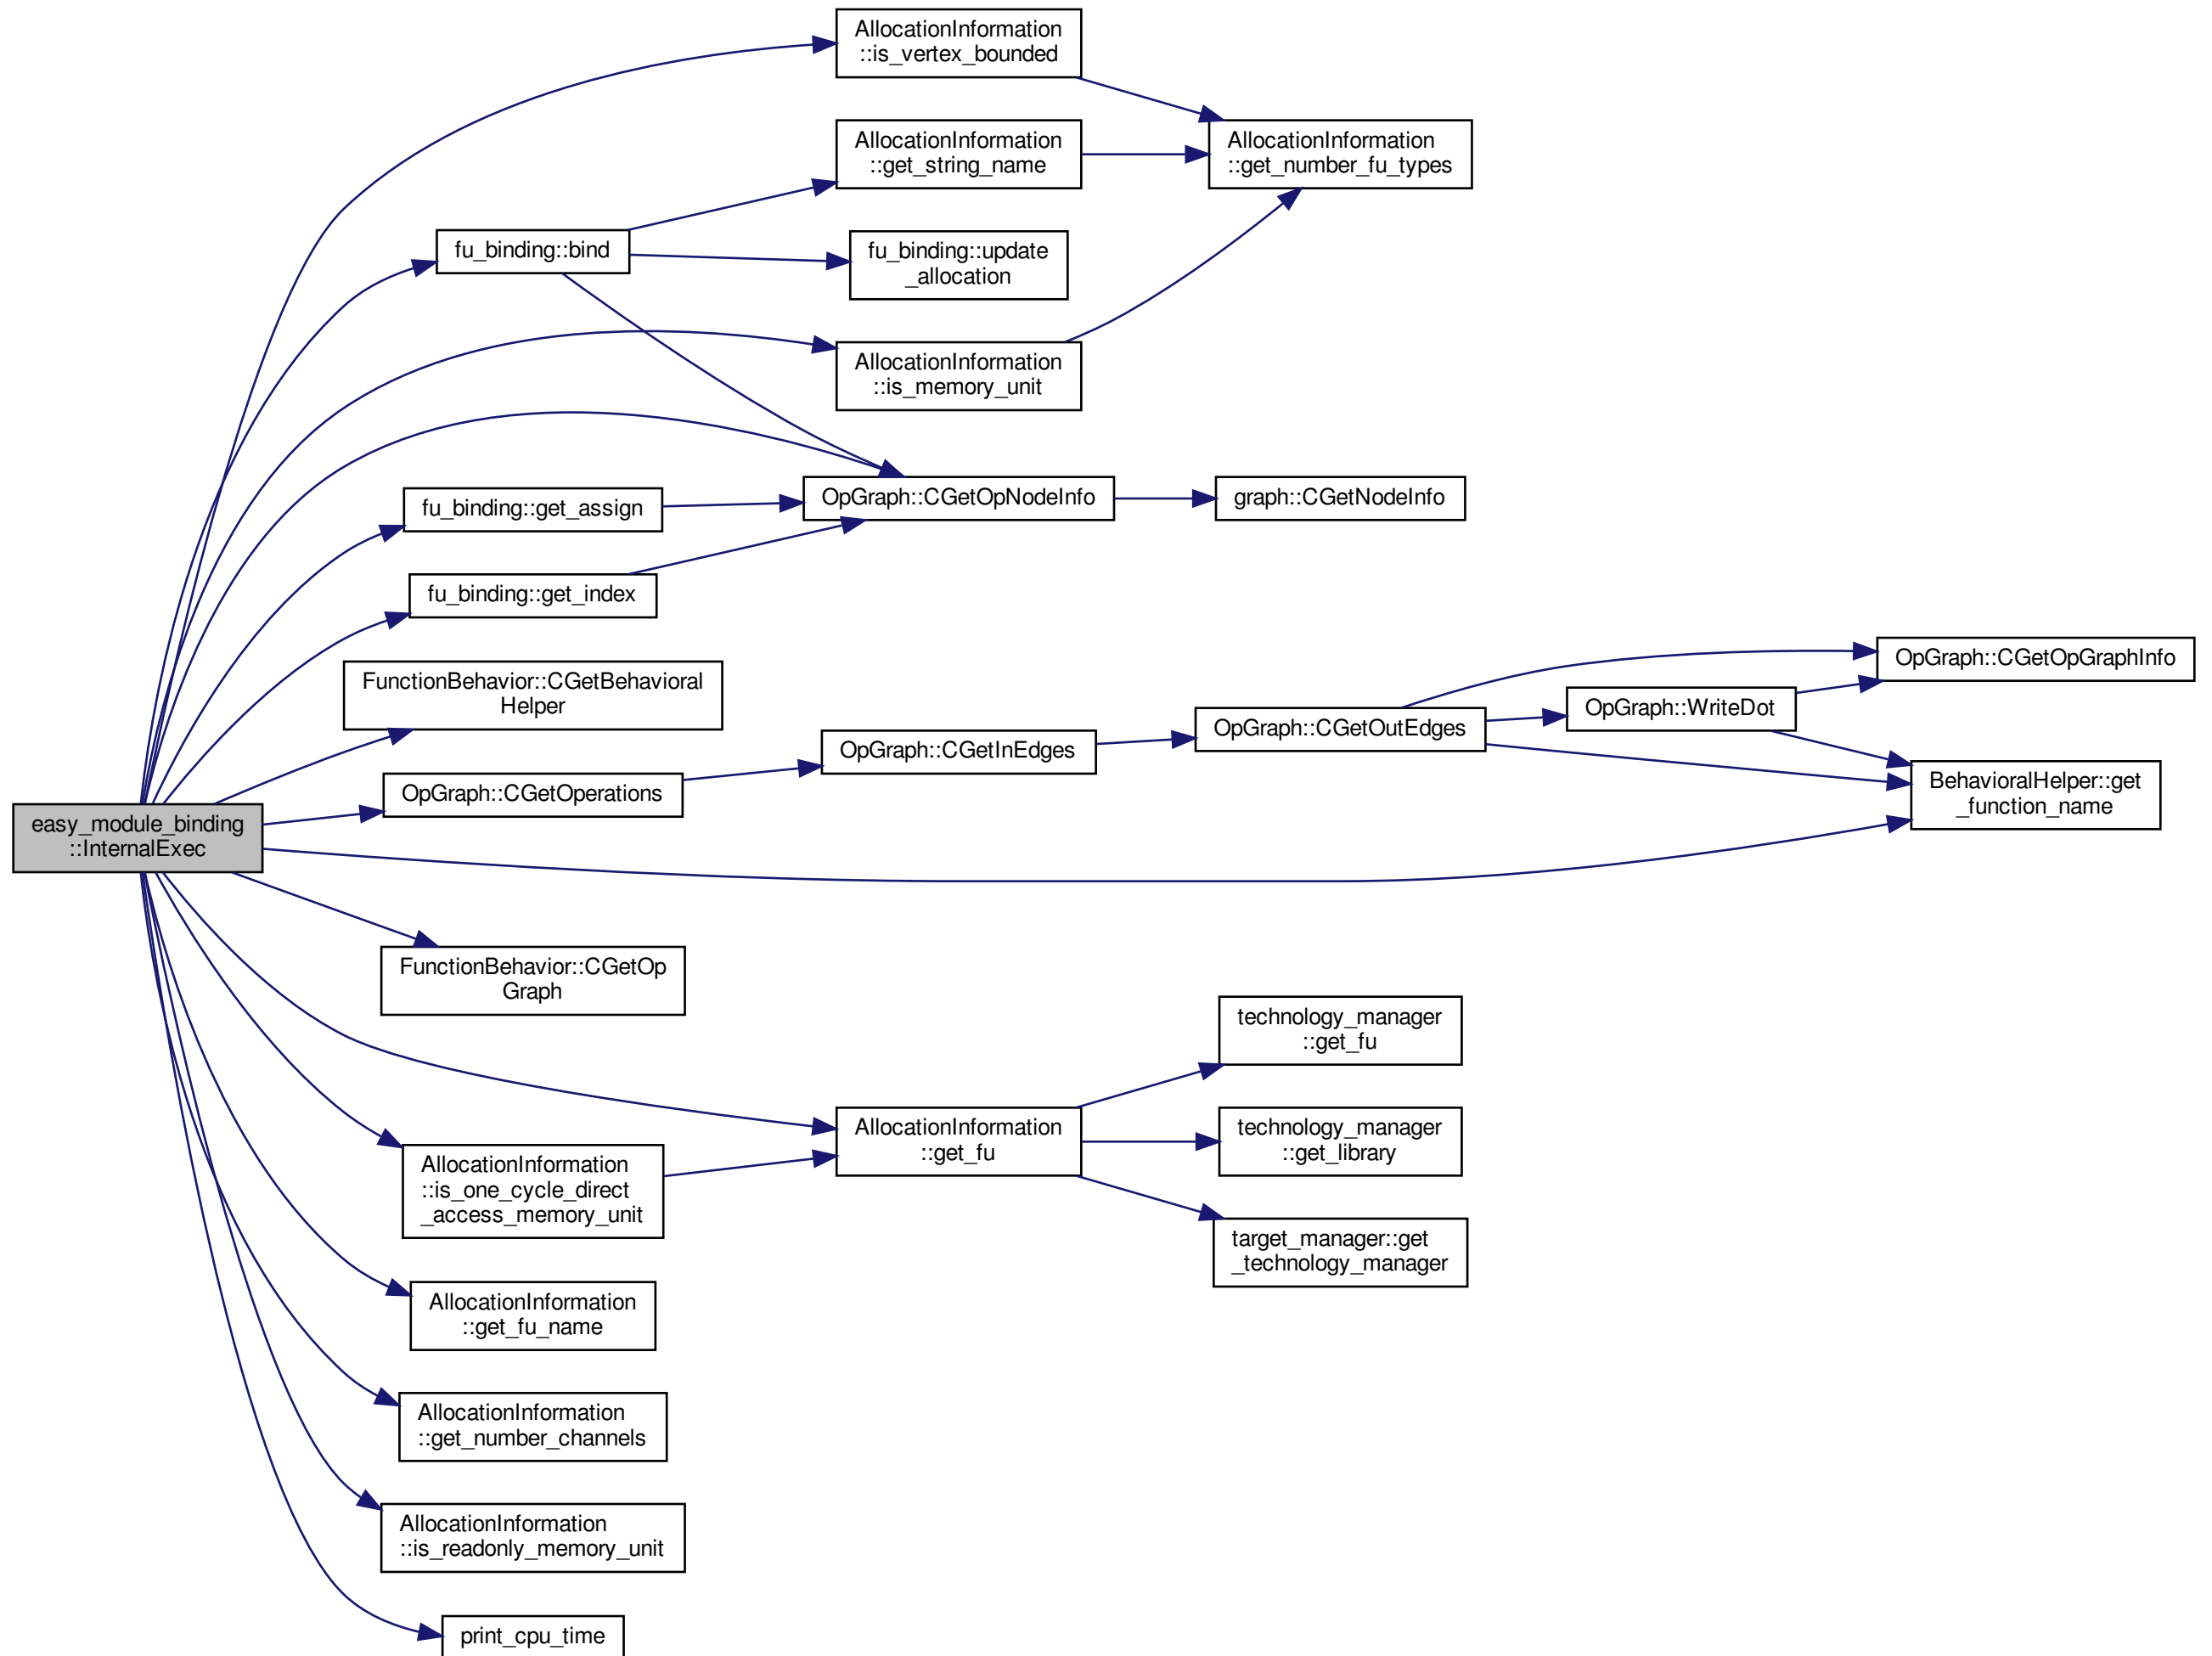 AllocationInformation
::is_vertex_bounded
AllocationInformation
::get_string_name
AllocationInformation
::get_number_fu_types
fu_binding::bind
fu_binding::update
_allocation
AllocationInformation
::is_memory_unit
OpGraph::CGetOpNodeInfo
graph::CGetNodeInfo
fu_binding::get_assign
fu_binding::get_index
FunctionBehavior::CGetBehavioral
Helper
OpGraph::CGetOpGraphInfo
OpGraph::WriteDot
OpGraph::CGetOutEdges
OpGraph::CGetInEdges
OpGraph::CGetOperations
BehavioralHelper::get
_function_name
easy_module_binding
::InternalExec
FunctionBehavior::CGetOp
Graph
technology_manager
::get_fu
AllocationInformation
::get_fu
technology_manager
::get_library
AllocationInformation
::is_one_cycle_direct
_access_memory_unit
target_manager::get
_technology_manager
AllocationInformation
::get_fu_name
AllocationInformation
::get_number_channels
AllocationInformation
::is_readonly_memory_unit
print_cpu_time